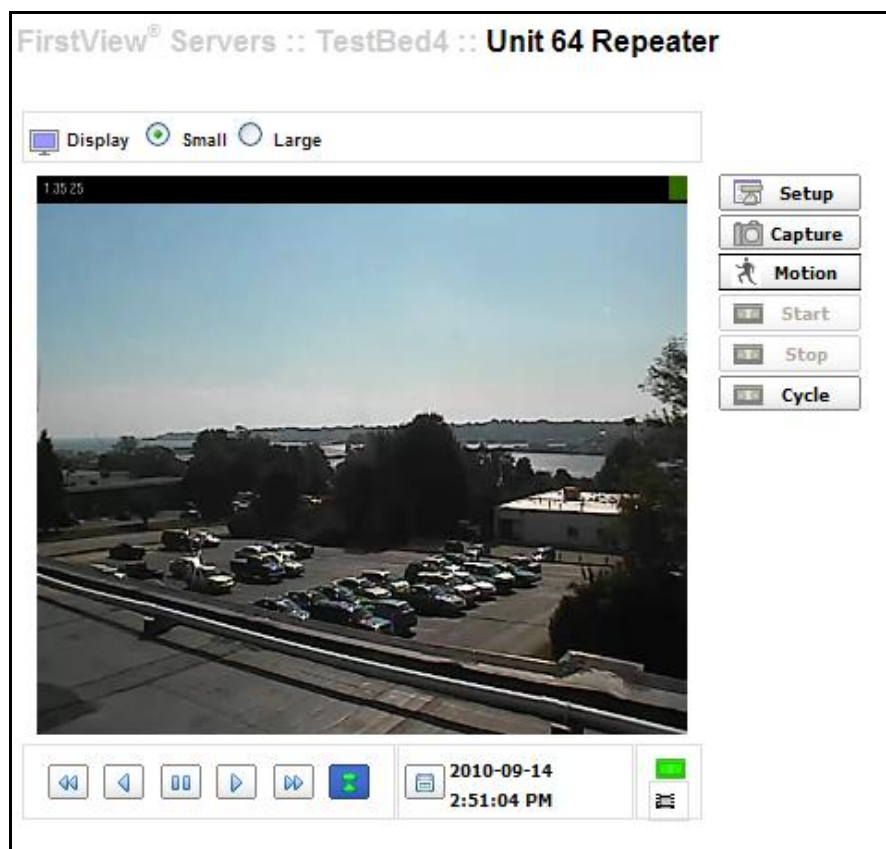 FirstView® Servers :: TestBed4 :: Unit 64 Repeater
Display Small Large
1 35 25
Setup
Capture
Motion
Start
Stop
Cycle
2010-09-14
2:51:04 PM